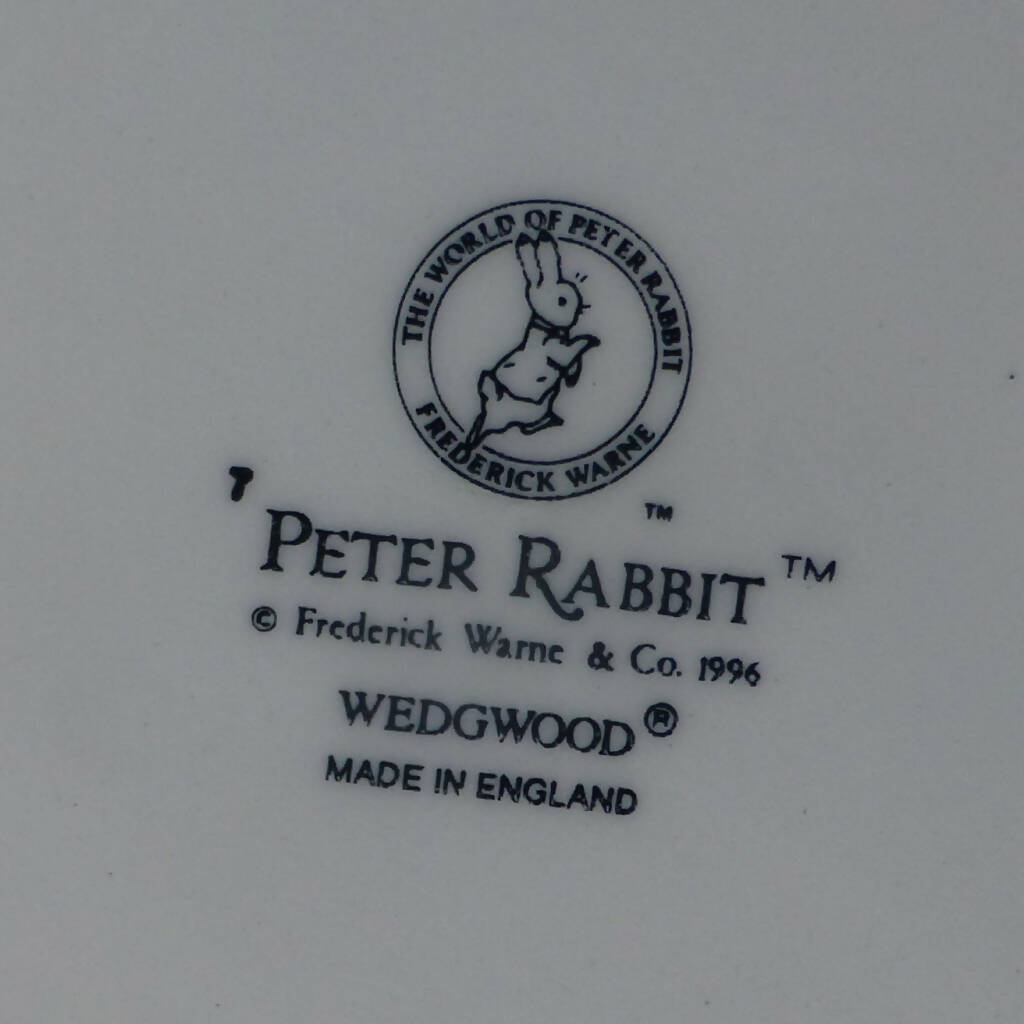 THE WORLD OF PETER RABBIT
FREDERICK WARNE
TM
7
PETER RABBIT TM
© Frederick Warne & Co. 1996
WEDGWOOD ®
MADE IN ENGLAND